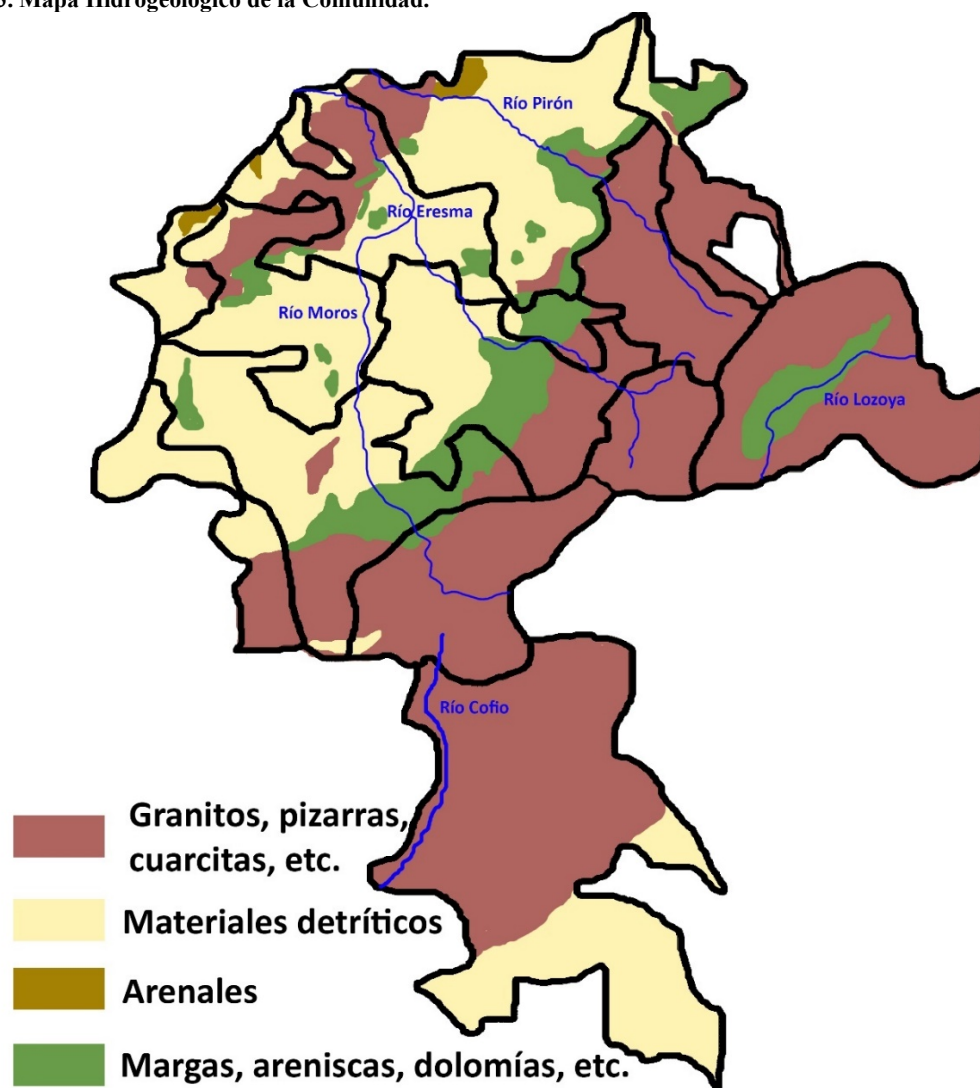 3. Mapa Hidrogeológico de la Comunidad.
Río Pirón
Río Eresma
Río Moros
Río Lozoya
Río Cofio
Granitos, pizarras,
cuarcitas, etc.
Materiales detríticos
Arenales
Margas, areniscas, dolomías, etc.